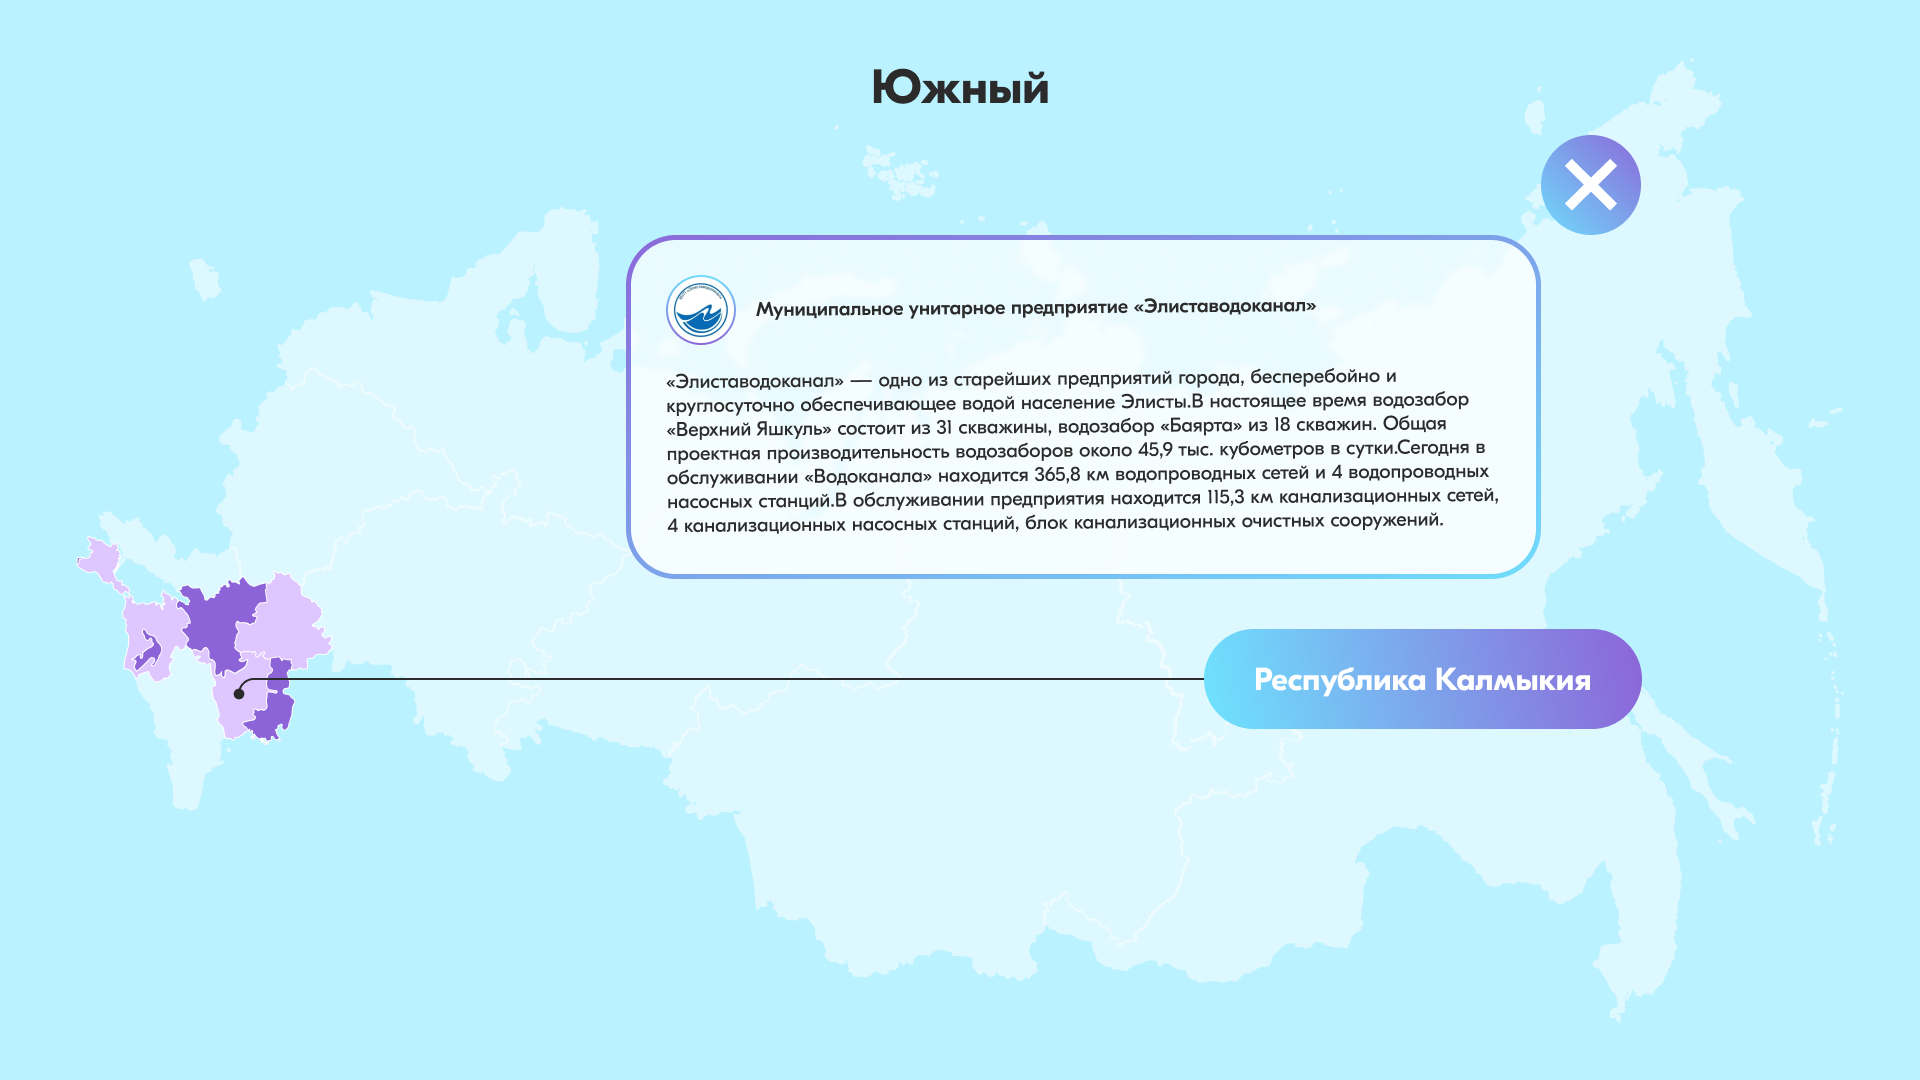 Южный
Муниципальное унитарное предприятие «Элиставодоканал»
«Элиставодоканал» — одно из старейших предприятий города, бесперебойно и
круглосуточно обеспечивающее водой население Элисты.В настоящее время водозабор
«Верхний Яшкуль» состоит из 31 скважины, водозабор «Баярта» из 18 скважин. Общая
проектная производительность водозаборов около 45,9 тыс. кубометров в сутки.Сегодня в
обслуживании «Водоканала» находится 365,8 км водопроводных сетей и 4 водопроводных
насосных станций.В обслуживании предприятия находится 115,3 км канализационных сетей,
4 канализационных насосных станций, блок канализационных очистных сооружений.
Республика Калмыкия